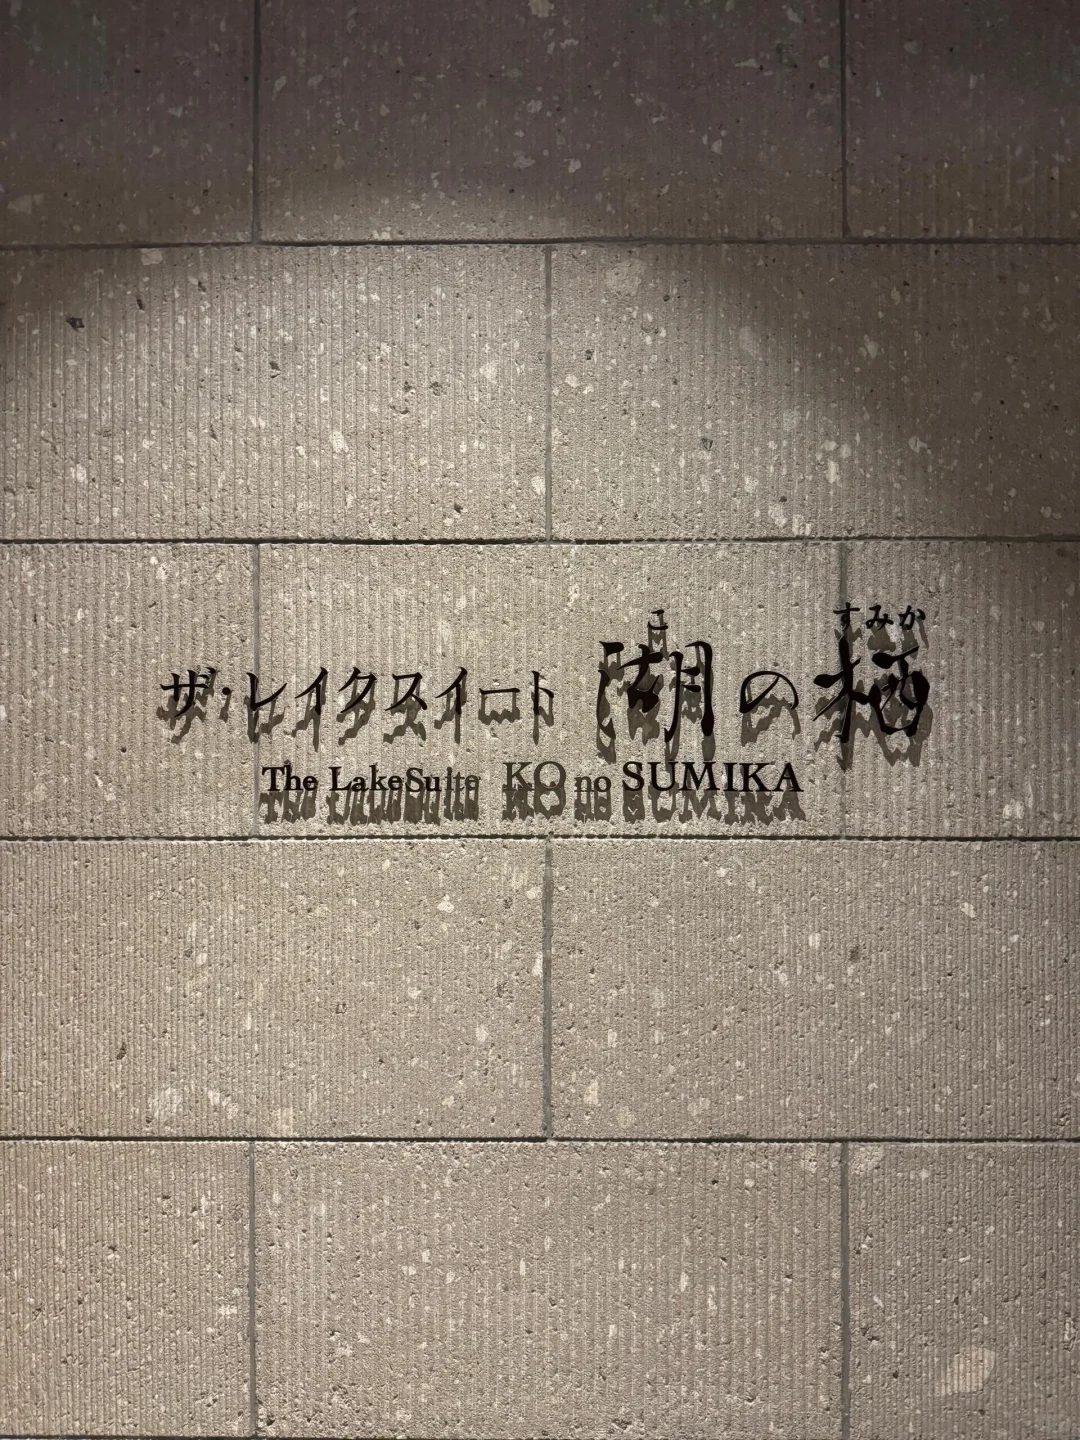 こ すみか
ザ・レイクスイート 湖の栖
The LakeSuite KO no SUMIKA